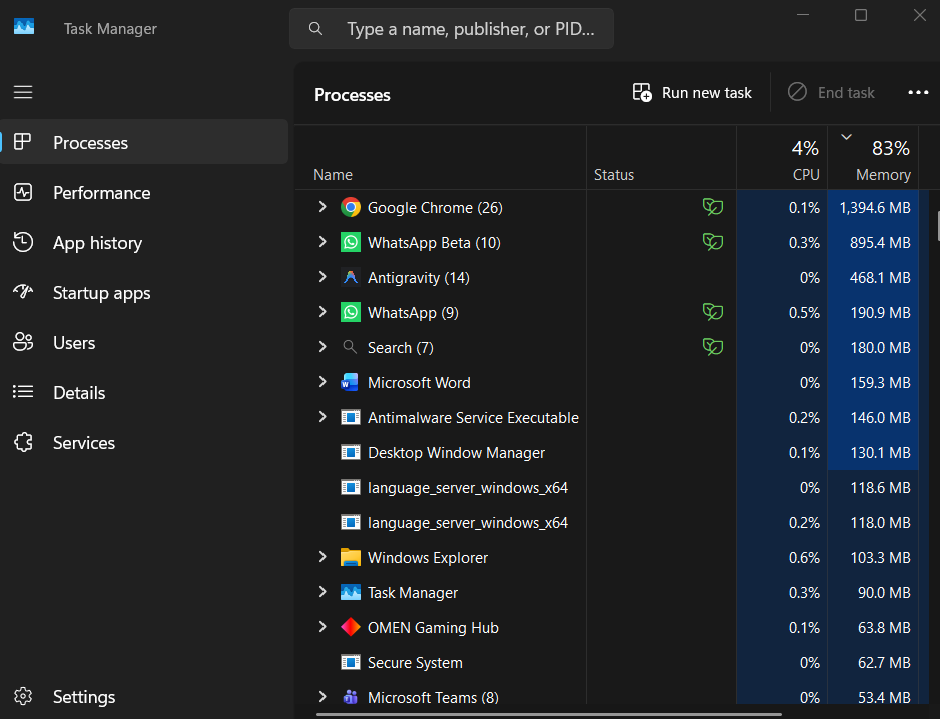 Task Manager
Type a name, publisher, or PID...
Processes
Run new task
End task
Processes
Performance
App history
Startup apps
Users
Details
Services
Settings
4% 83%
Name Status CPU Memory
Google Chrome (26) 0.1% 1,394.6 MB
WhatsApp Beta (10) 0.3% 895.4 MB
Antigravity (14) 0% 468.1 MB
WhatsApp (9) 0.5% 190.9 MB
Search (7) 0% 180.0 MB
Microsoft Word 0% 159.3 MB
Antimalware Service Executable 0.2% 146.0 MB
Desktop Window Manager 0.1% 130.1 MB
language_server_windows_x64 0% 118.6 MB
language_server_windows_x64 0.2% 118.0 MB
Windows Explorer 0.6% 103.3 MB
Task Manager 0.3% 90.0 MB
OMEN Gaming Hub 0.1% 63.8 MB
Secure System 0% 62.7 MB
Microsoft Teams (8) 0% 53.4 MB